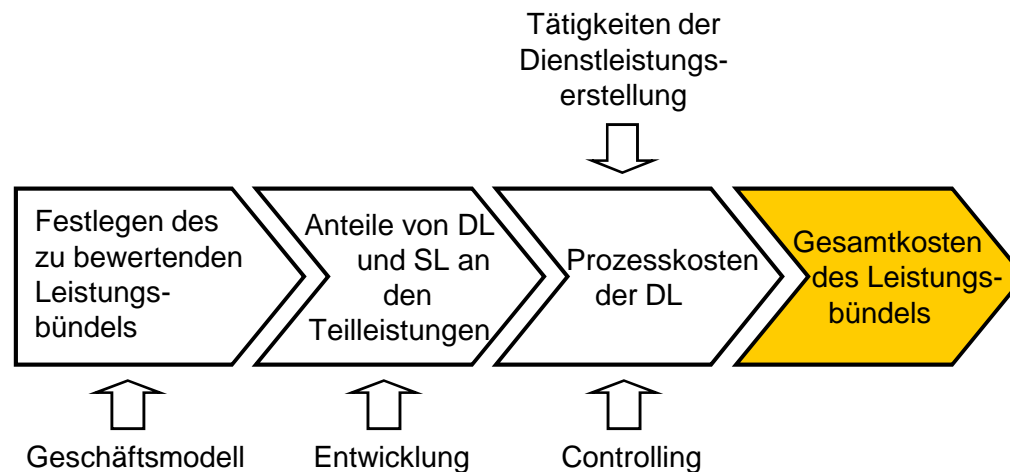 Tätigkeiten der
Dienstleistungs-
erstellung
Festlegen des
zu bewertenden
Leistungs-
bündels
Anteile von DL
und SL an
den
Teilleistungen
Prozesskosten
der DL
Gesamtkosten
des Leistungs-
bündels
Geschäftsmodell
Entwicklung
Controlling